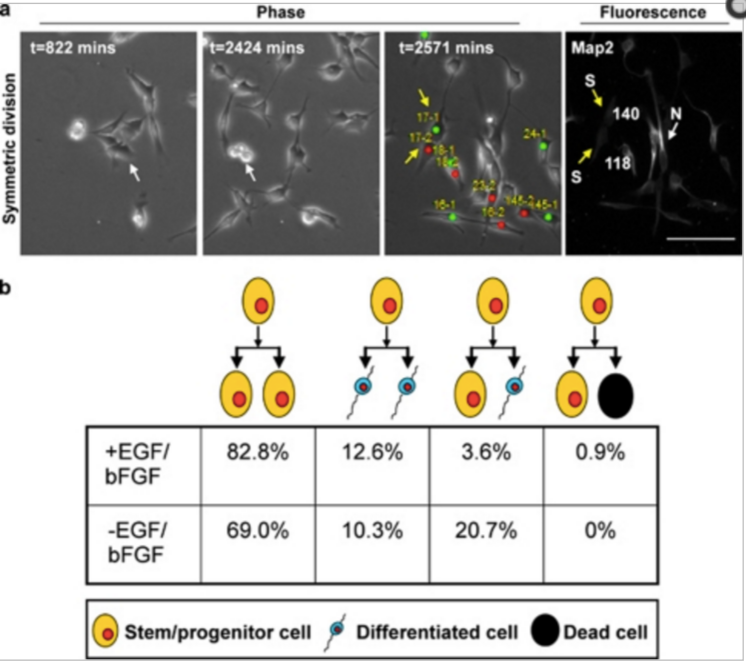 a
Phase
Fluorescence
Symmetric division
t=822 mins
t=2424 mins
t=2571 mins
17-1
17-2
18-1
24-1
23-2
16-1
16-2
145-2
145-1
Map2
S
140
N
118
S
b
+EGF/
bFGF
82.8%
12.6%
3.6%
0.9%
-EGF/
bFGF
69.0%
10.3%
20.7%
0%
Stem/progenitor cell
Differentiated cell
Dead cell